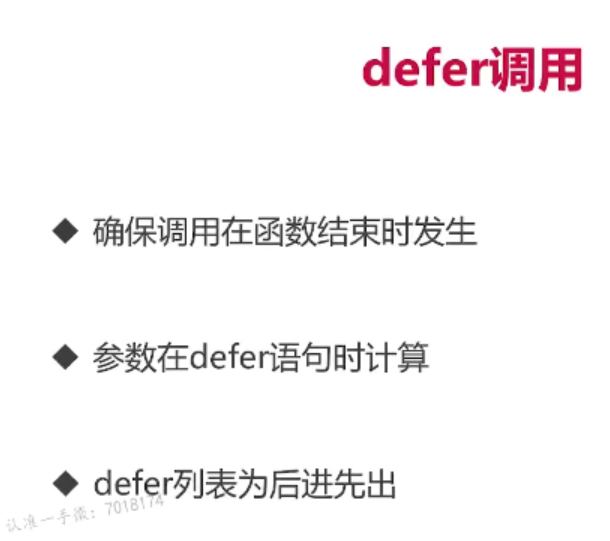 defer调用
确保调用在函数结束时发生
参数在defer语句时计算
defer列表为后进先出
认准一手微：7018174